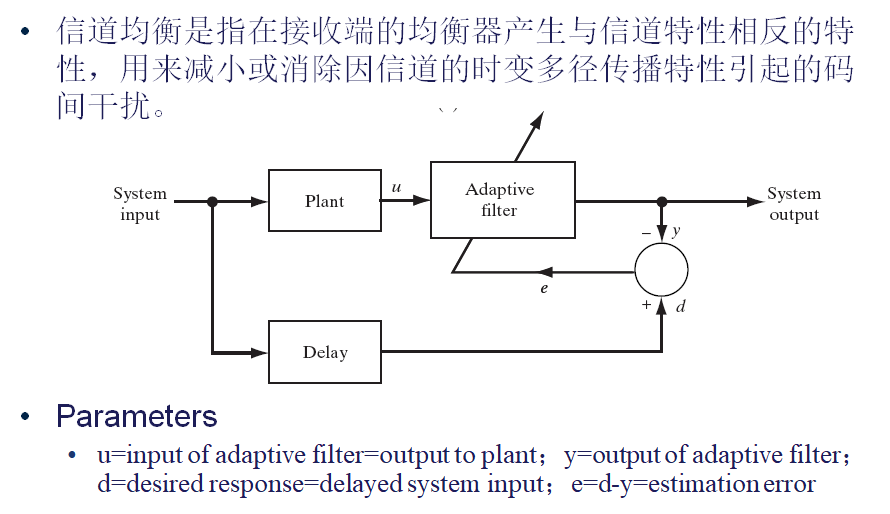 • 信道均衡是指在接收端的均衡器产生与信道特性相反的特
性，用来减小或消除因信道的时变多径传播特性引起的码
间干扰。
System
input
Plant
u
Adaptive
filter
System
output
− y
e
+ d
Delay
• Parameters
• u=input of adaptive filter=output to plant；y=output of adaptive filter；
d=desired response=delayed system input；e=d-y=estimation error